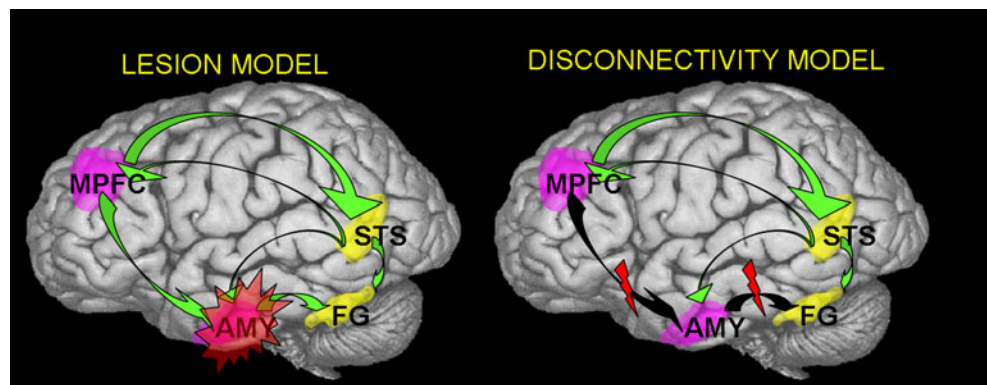 LESION MODEL
MPFC
STS
AMY
FG
DISCONNECTIVITY MODEL
MPFC
STS
AMY
FG